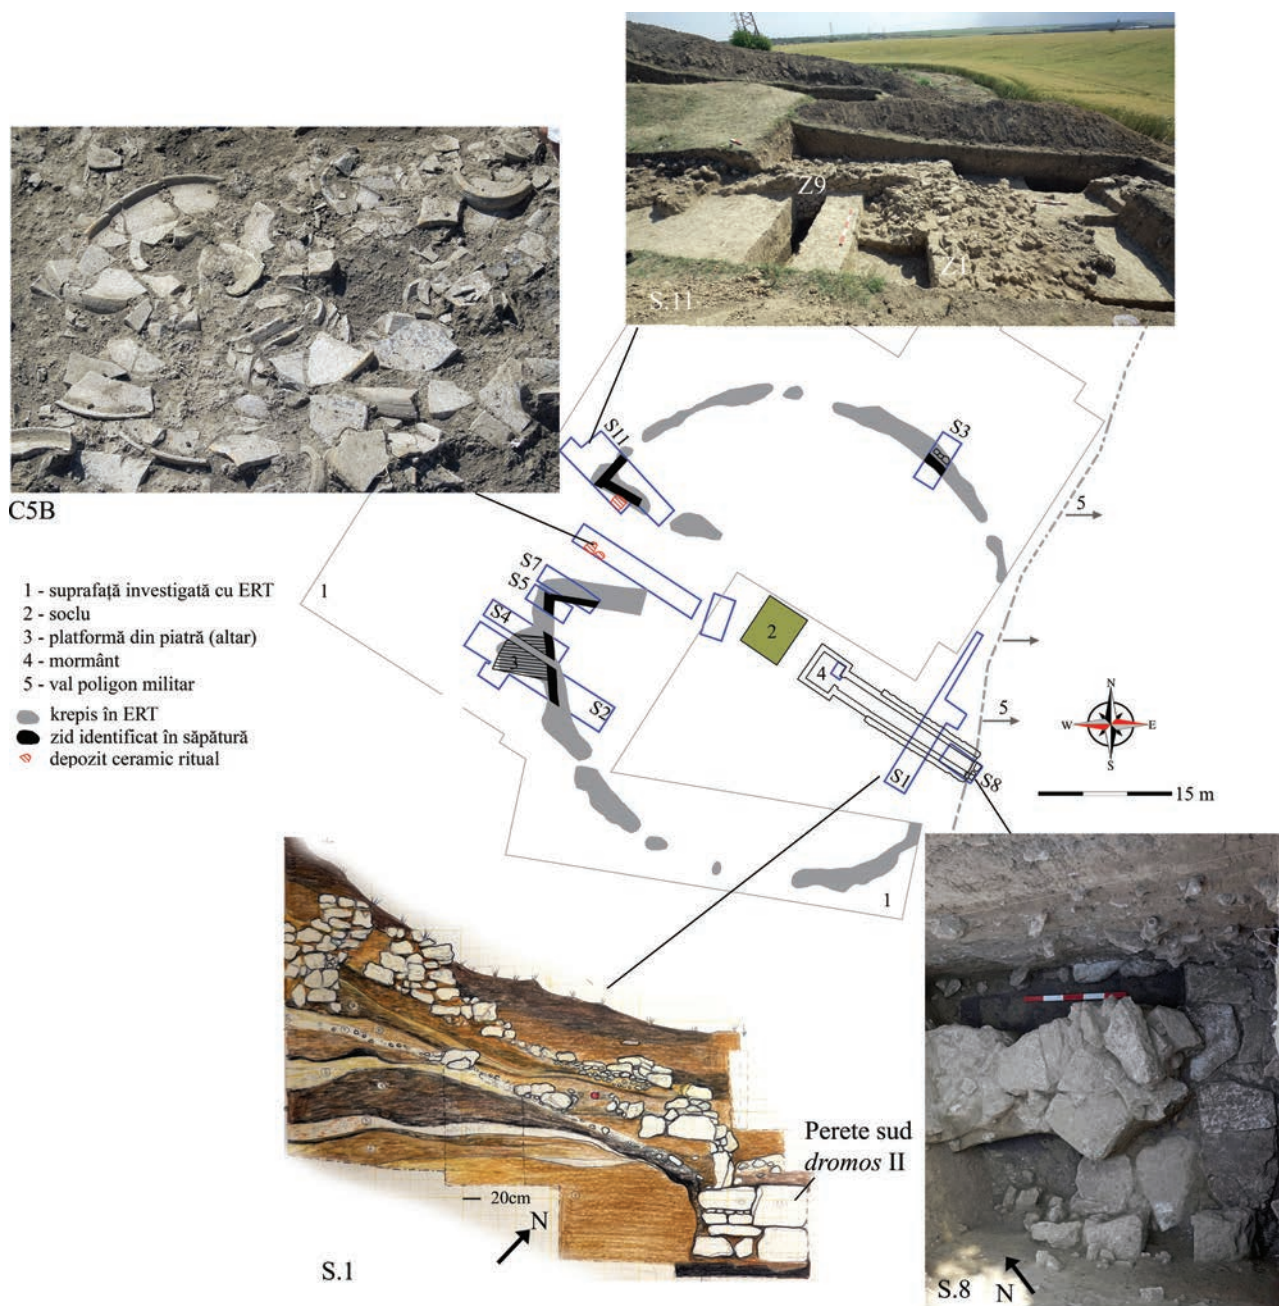 Z9
Z1
S.11
C5B
S11
S3
5
1
S7
S5
S4
3
S2
2
4
5
S1
S8
N
W
E
S
15 m
1 - suprafață investigată cu ERT
2 - soclu
3 - platformă din piatră (altar)
4 - mormânt
5 - val poligon militar
krepis în ERT
zid identificat în săpătură
depozit ceramic ritual
1
Perete sud
dromos II
20cm
N
S.1
S.8
N